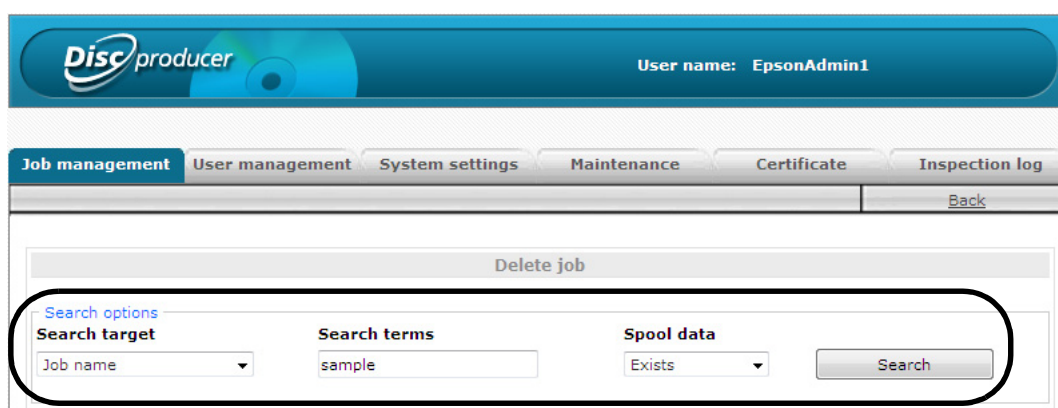 Disc producer
User name: EpsonAdmin1
Job management User management System settings Maintenance Certificate Inspection log
Back
Delete job
Search options
Search target Search terms Spool data
Job name sample Exists Search